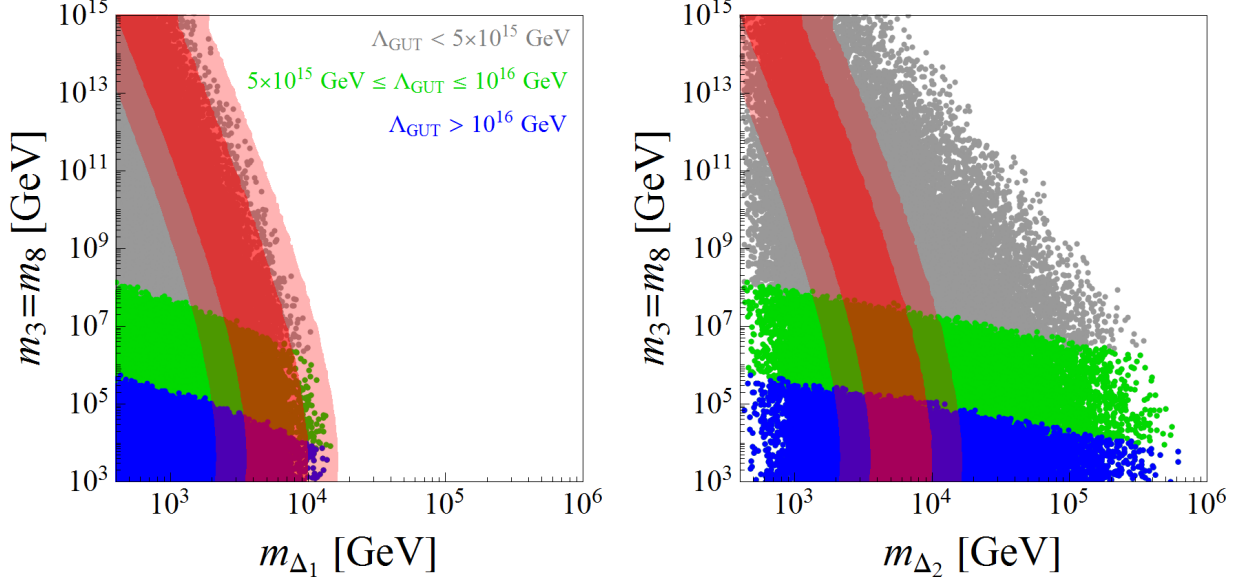 10^15
10^13
10^11
10^9
10^7
10^5
10^3
m_3=m_8 [GeV]
Λ_GUT < 5×10^15 GeV
5×10^15 GeV ≤ Λ_GUT ≤ 10^16 GeV
Λ_GUT > 10^16 GeV
10^3 10^4 10^5 10^6
m_Δ_1 [GeV]
10^15
10^13
10^11
10^9
10^7
10^5
10^3
m_3=m_8 [GeV]
10^3 10^4 10^5 10^6
m_Δ_2 [GeV]